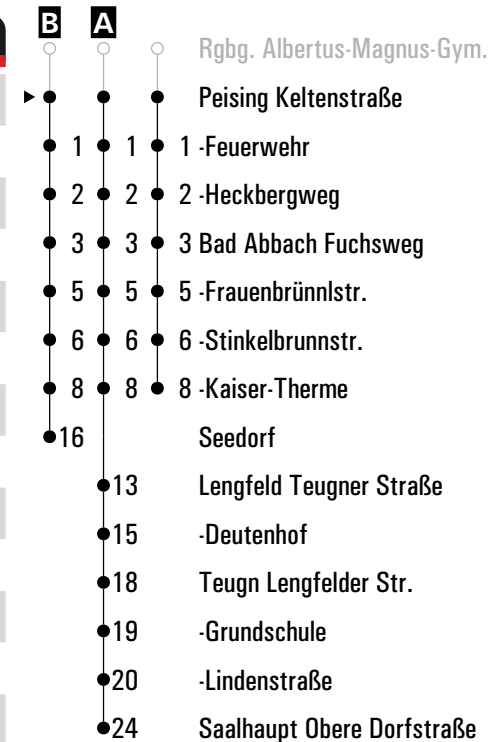 B A
Rgbg. Albertus-Magnus-Gym.
Peising Keltenstraße
1 1 1 -Feuerwehr
2 2 2 -Heckbergweg
3 3 3 Bad Abbach Fuchsweg
5 5 5 -Frauenbrünnlstr.
6 6 6 -Stinkelbrunnstr.
8 8 8 -Kaiser-Therme
16 Seedorf
13 Lengfeld Teugner Straße
15 -Deutenhof
18 Teugn Lengfelder Str.
19 -Grundschule
20 -Lindenstraße
24 Saalhaupt Obere Dorfstraße